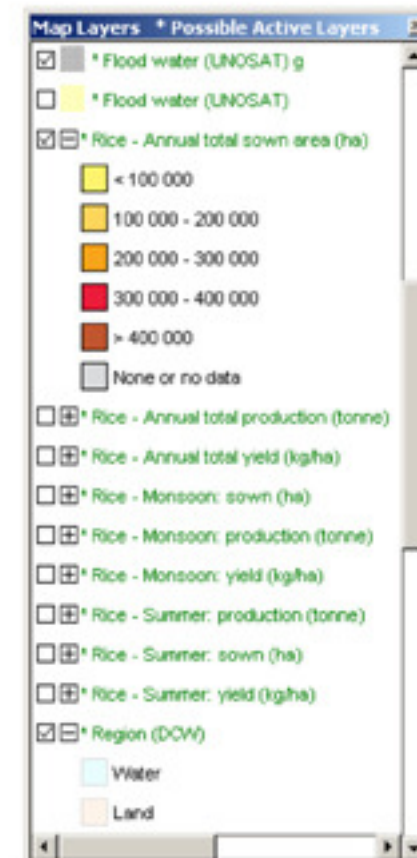 Map Layers * Possible Active Layers
* Flood water (UNOSAT) g
* Flood water (UNOSAT)
* Rice - Annual total sown area (ha)
< 100 000
100 000 - 200 000
200 000 - 300 000
300 000 - 400 000
> 400 000
None or no data
* Rice - Annual total production (tonne)
* Rice - Annual total yield (kg/ha)
* Rice - Monsoon: sown (ha)
* Rice - Monsoon: production (tonne)
* Rice - Monsoon: yield (kg/ha)
* Rice - Summer: production (tonne)
* Rice - Summer: sown (ha)
* Rice - Summer: yield (kg/ha)
* Region (DCW)
Water
Land